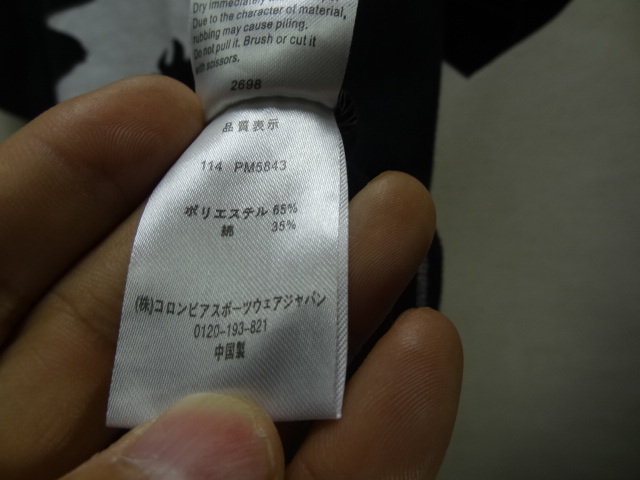 Dry immediately
Due to the character of material,
rubbing may cause piling.
Do not pull it. Brush or cut it
with scissors.
2698
品質表示
114 PM5843
ポリエステル 65%
綿 35%
(株)コロンビアスポーツウェアジャパン
0120-193-821
中国製